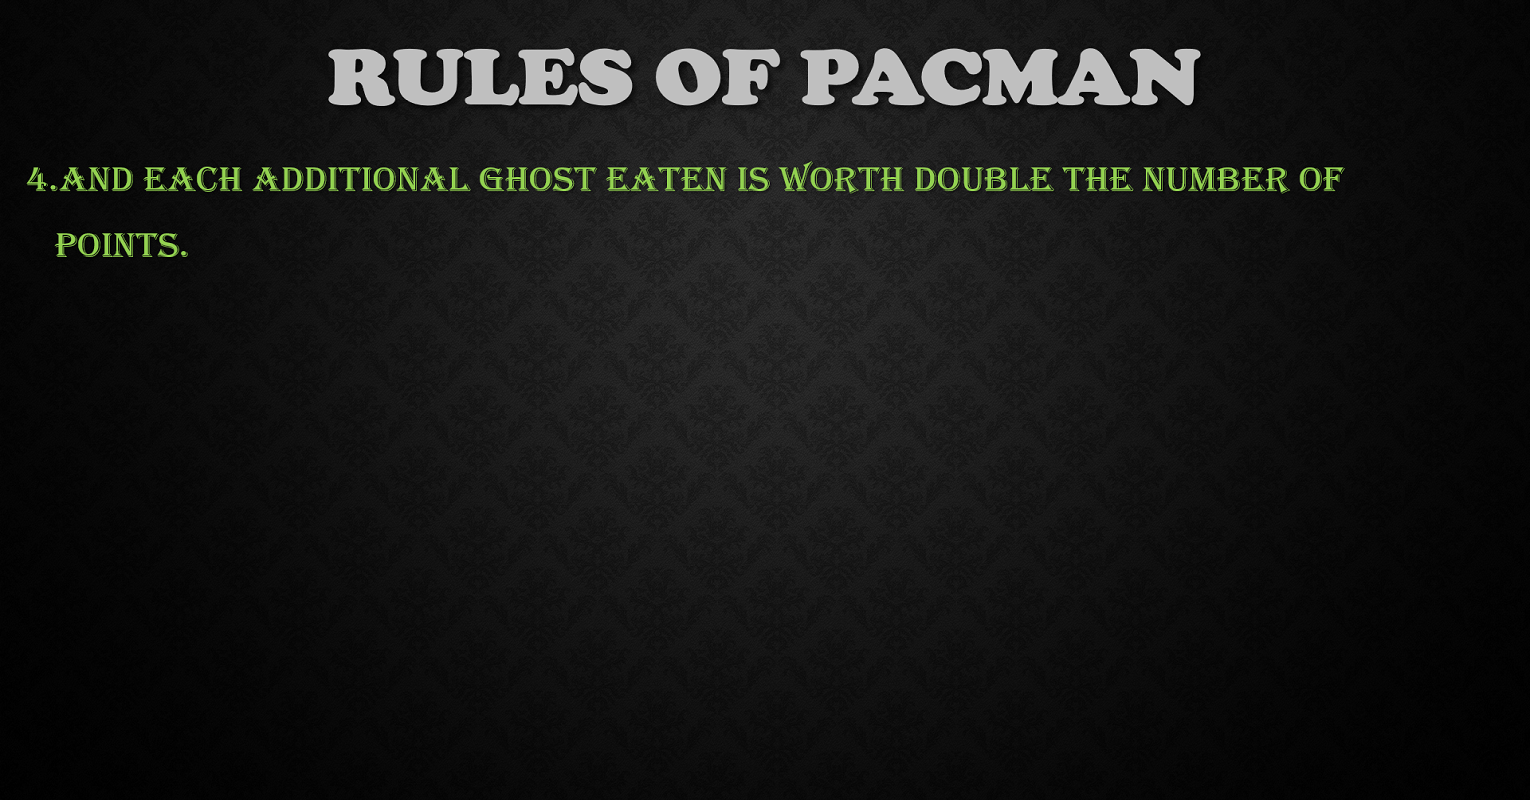 RULES OF PACMAN
4.AND EACH ADDITIONAL GHOST EATEN IS WORTH DOUBLE THE NUMBER OF
POINTS.